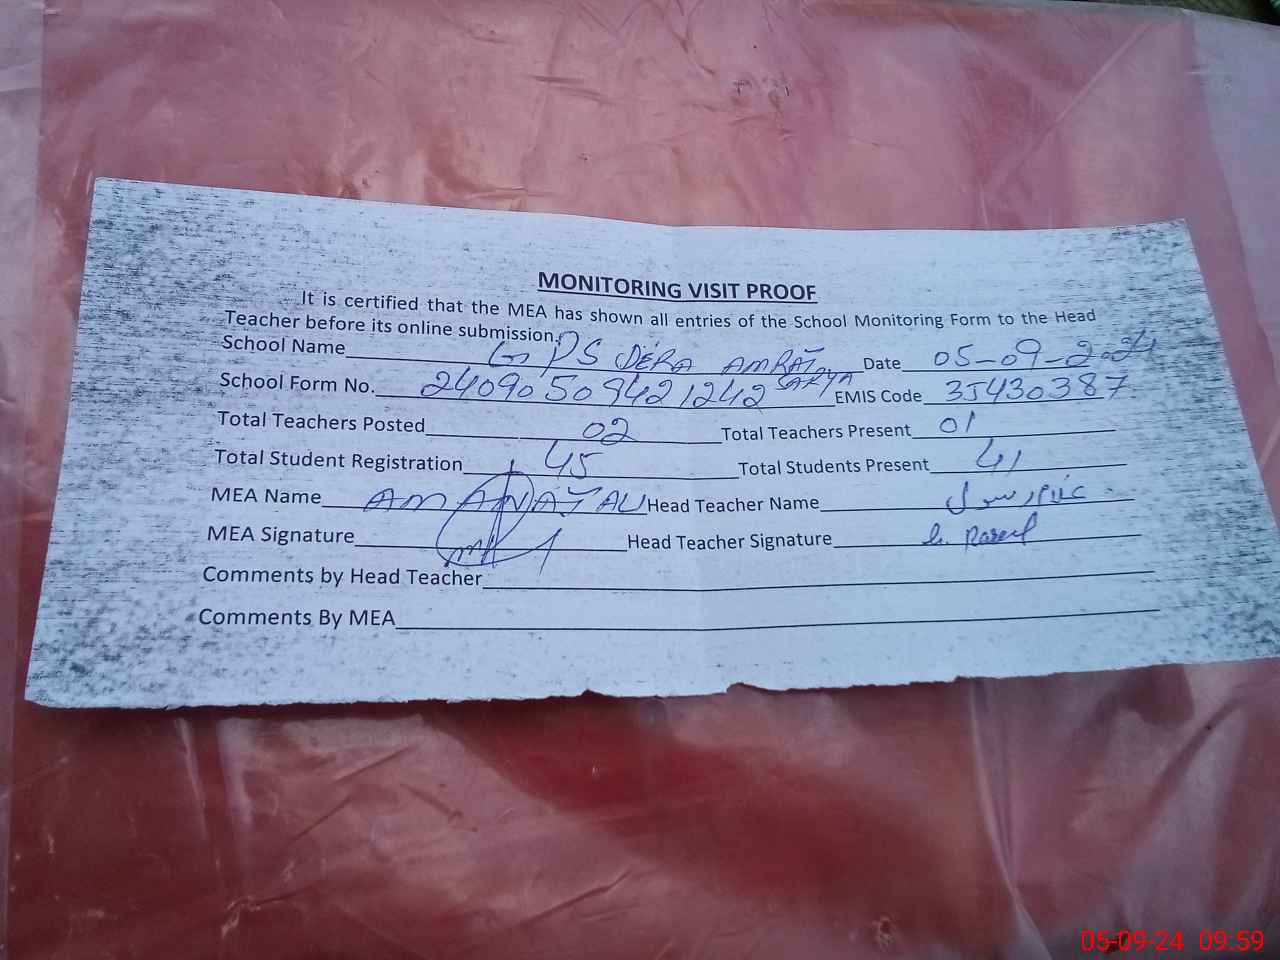 MONITORING VISIT PROOF
It is certified that the MEA has shown all entries of the School Monitoring Form to the Head
Teacher before its online submission.
School Name GPS DERA AMRAT ARYA Date 05-09-2024
School Form No. 2409050942 1242 EMIS Code 35430387
Total Teachers Posted 02 Total Teachers Present 01
Total Student Registration 45 Total Students Present 41
MEA Name AMANAT ALI Head Teacher Name غلام رسول
MEA Signature Head Teacher Signature G. Rasul
Comments by Head Teacher
Comments By MEA
05-09-24 09:59